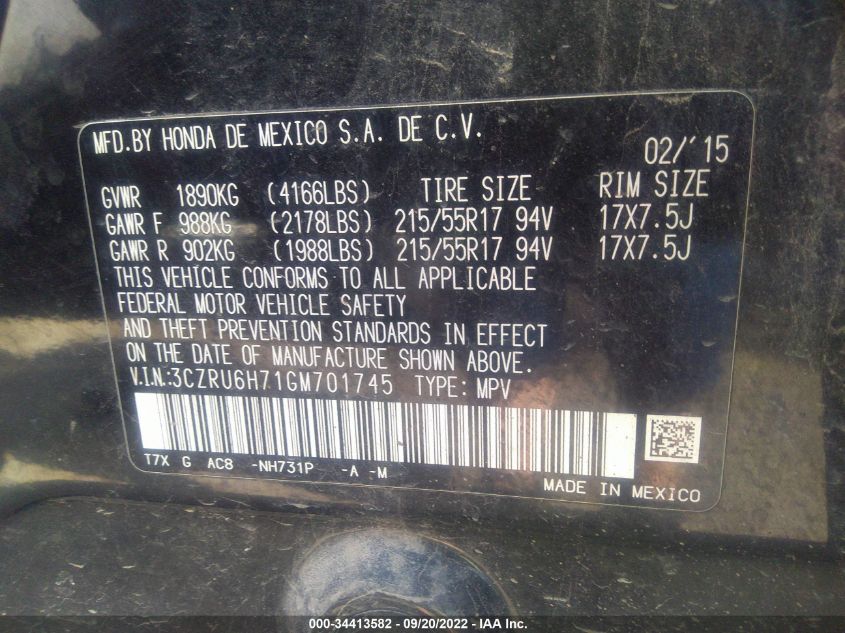 MFD.BY HONDA DE MEXICO S.A. DE C.V.
02/'15
GVWR 1890KG (4166LBS) TIRE SIZE RIM SIZE
GAWR F 988KG (2178LBS) 215/55R17 94V 17X7.5J
GAWR R 902KG (1988LBS) 215/55R17 94V 17X7.5J
THIS VEHICLE CONFORMS TO ALL APPLICABLE
FEDERAL MOTOR VEHICLE SAFETY
AND THEFT PREVENTION STANDARDS IN EFFECT
ON THE DATE OF MANUFACTURE SHOWN ABOVE.
V.I.N.:3CZRU6H71GM701745 TYPE: MPV
T7X G AC8 -NH731P -A -M
MADE IN MEXICO
000-34413582 - 09/20/2022 - IAA Inc.